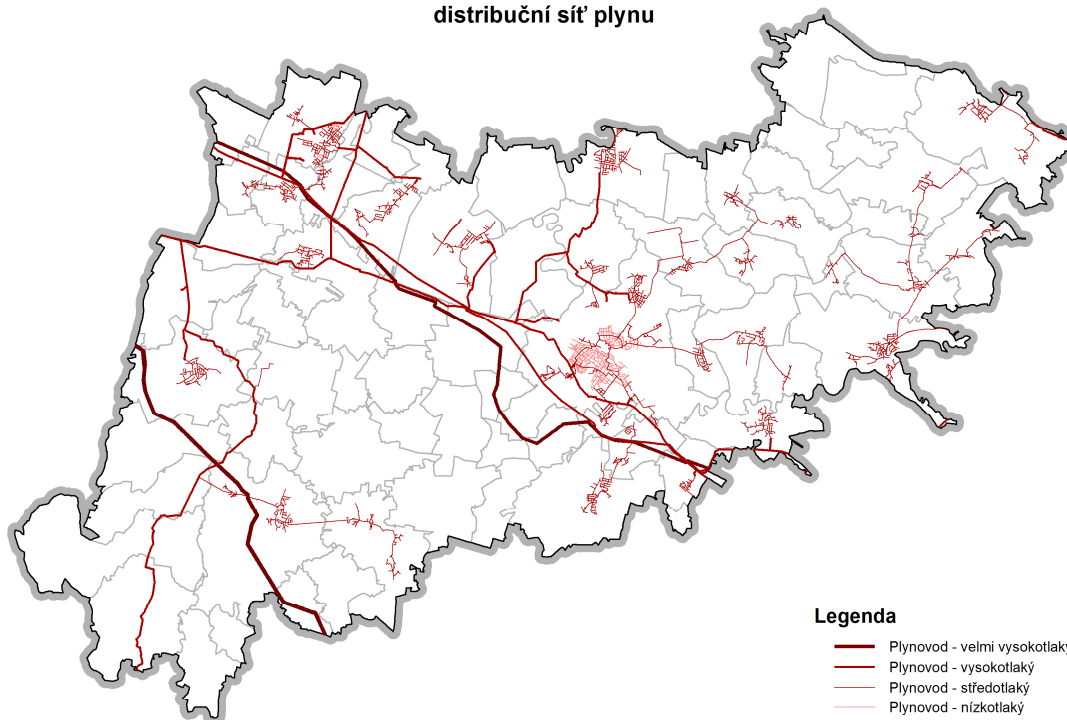 distribuční síť plynu
Legenda
Plynovod - velmi vysokotlaký
Plynovod - vysokotlaký
Plynovod - středotlaký
Plynovod - nízkotlaký